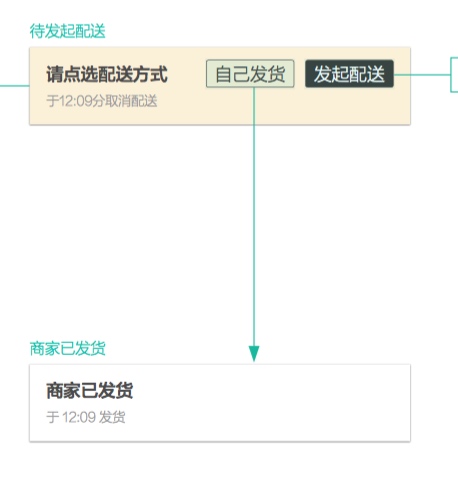 待发起配送
请点选配送方式 自己发货 发起配送
于12:09分取消配送
商家已发货
商家已发货
于 12:09 发货